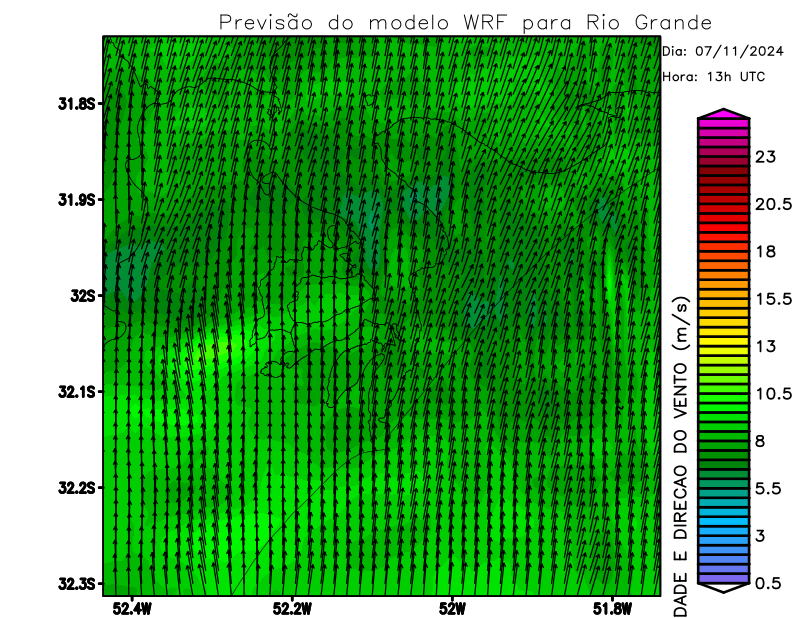 Previsão do modelo WRF para Rio Grande
Dia: 07/11/2024
Hora: 13h UTC
31.8S
31.9S
32S
32.1S
32.2S
32.3S
52.4W
52.2W
52W
51.8W
23
20.5
18
15.5
13
10.5
8
5.5
3
0.5
DADE E DIRECAO DO VENTO (m/s)